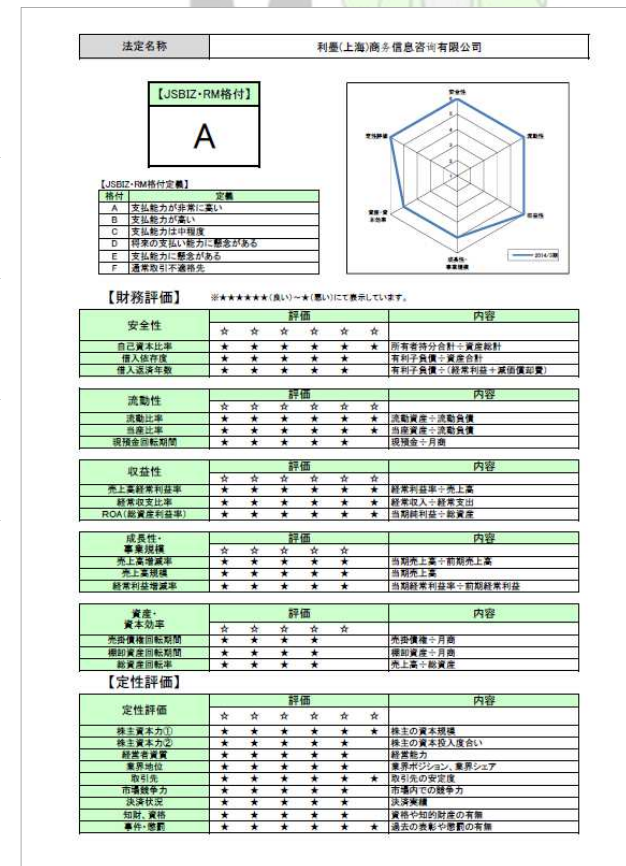 法定名称 利墨(上海)商务信息咨询有限公司
【JSBIZ・RM格付】
A
【JSBIZ・RM格付定義】
格付 定義
A 支払能力が非常に高い
B 支払能力が高い
C 支払能力は中程度
D 将来の支払い能力に懸念がある
E 支払能力に懸念がある
F 通常取引不適格先
安全性
流動性
収益性
成長性・
事業規模
資産・資
本効率
定性評価
2014/3期
【財務評価】 ※★★★★★★(良い)～★(悪い)にて表示しています。
安全性 評価 内容
☆ ☆ ☆ ☆ ☆ ☆
自己資本比率 ★ ★ ★ ★ ★ ★ 所有者持分合計÷資産総計
借入依存度 ★ ★ ★ ★ ★ 有利子負債÷資産合計
借入返済年数 ★ ★ ★ ★ ★ 有利子負債÷(経常利益+減価償却費)
流動性 評価 内容
☆ ☆ ☆ ☆ ☆ ☆
流動比率 ★ ★ ★ ★ ★ ★ 流動資産÷流動負債
当座比率 ★ ★ ★ ★ ★ ★ 当座資産÷流動負債
現預金回転期間 ★ ★ ★ ★ ★ 現預金÷月商
収益性 評価 内容
☆ ☆ ☆ ☆ ☆ ☆
売上高経常利益率 ★ ★ ★ ★ ★ ★ 経常利益率÷売上高
経常収支比率 ★ ★ ★ ★ ★ ★ 経常収入÷経常支出
ROA(総資産利益率) ★ ★ ★ ★ ★ ★ 当期純利益÷総資産
成長性・
事業規模 評価 内容
☆ ☆ ☆ ☆ ☆
売上高増減率 ★ ★ ★ ★ ★ 当期売上高÷前期売上高
売上高規模 ★ ★ ★ ★ ★ 当期売上高
経常利益増減率 ★ ★ ★ ★ ★ 当期経常利益率÷前期経常利益
資産・
資本効率 評価 内容
☆ ☆ ☆ ☆ ☆
売掛債権回転期間 ★ ★ ★ ★ 売掛債権÷月商
棚卸資産回転期間 ★ ★ ★ ★ 棚卸資産÷月商
総資産回転率 ★ ★ ★ ★ 売上高÷総資産
【定性評価】
定性評価 評価 内容
☆ ☆ ☆ ☆ ☆ ☆
株主資本力① ★ ★ ★ ★ ★ ★ 株主の資本規模
株主資本力② ★ ★ ★ ★ ★ 株主の資本投入度合い
経営者資質 ★ ★ ★ ★ ★ 経営能力
業界地位 ★ ★ ★ ★ ★ 業界ポジション、業界シェア
取引先 ★ ★ ★ ★ ★ ★ 取引先の安定度
市場競争力 ★ ★ ★ ★ ★ 市場内での競争力
決済状況 ★ ★ ★ ★ ★ 決済実績
知財、資格 ★ ★ ★ ★ ★ 資格や知的財産の有無
事件・懲罰 ★ ★ ★ ★ ★ ★ 過去の表彰や懲罰の有無